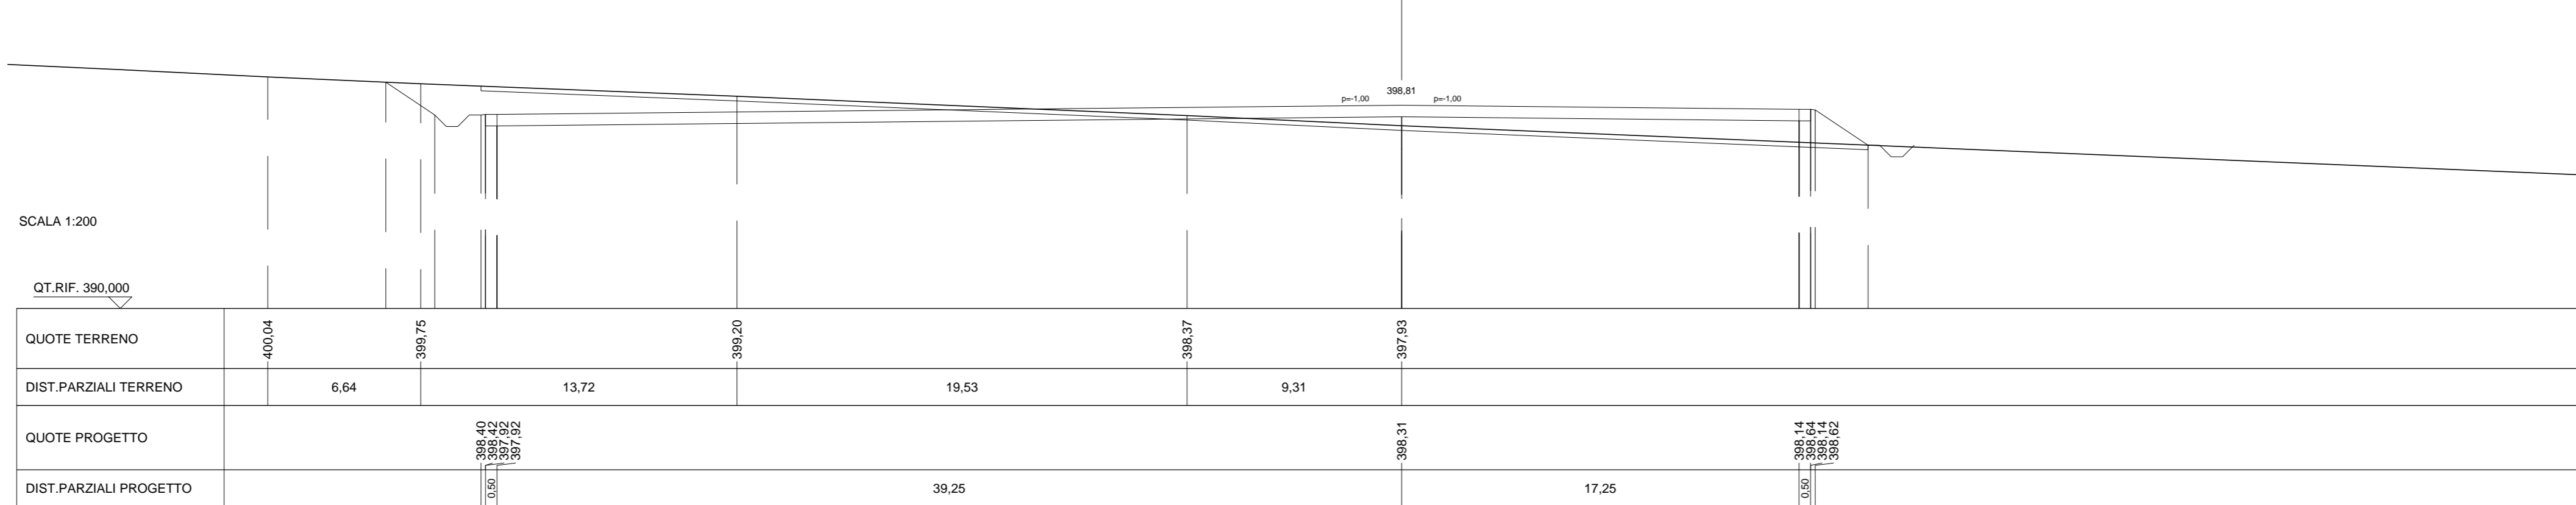 398,81
p=-1,00 p=-1,00
SCALA 1:200
QT.RIF. 390,000
QUOTE TERRENO 400,04 399,75 399,20 398,37 397,93
DIST.PARZIALI TERRENO 6,64 13,72 19,53 9,31
QUOTE PROGETTO 398,40 398,42 397,92 397,92 398,31 398,14 398,64 398,14 398,62
DIST.PARZIALI PROGETTO 0,50 39,25 17,25 0,50